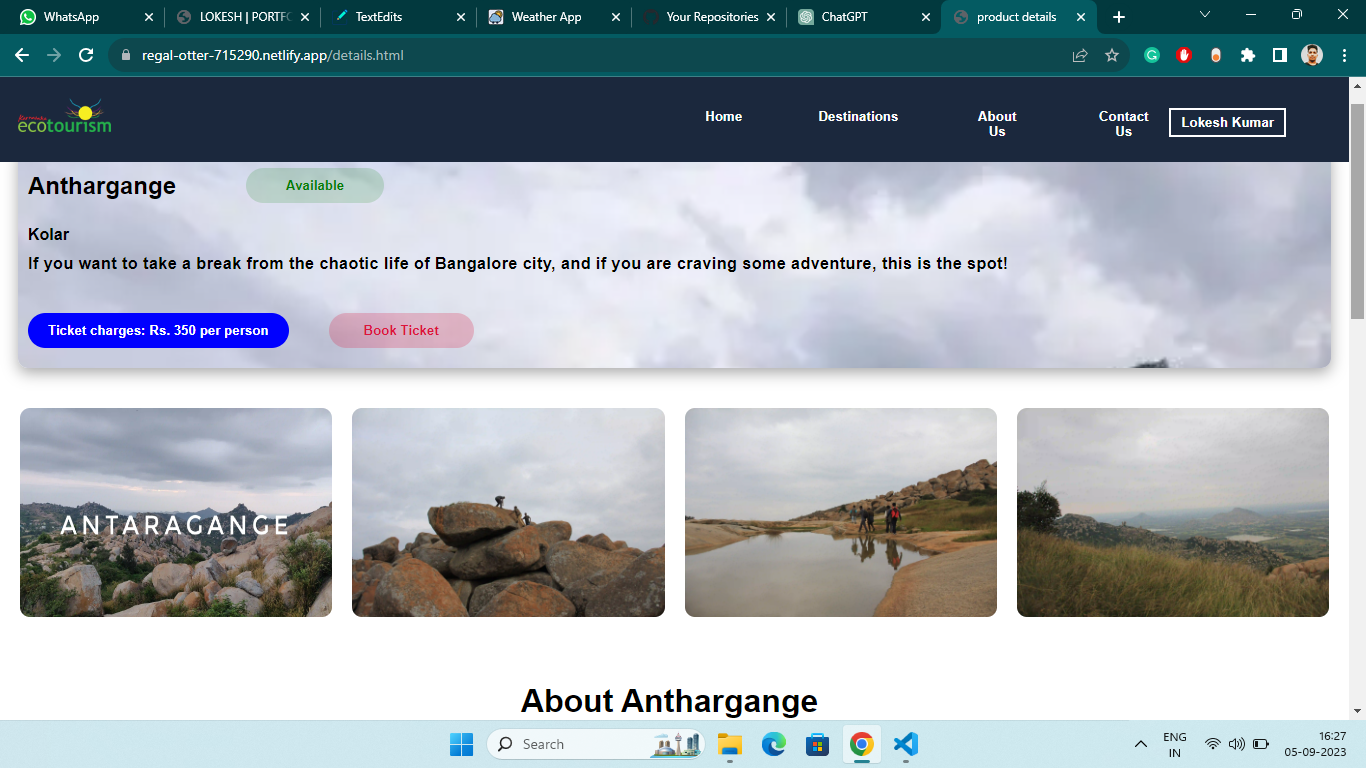 WhatsApp
LOKESH | PORTFO
TextEdits
Weather App
Your Repositories
ChatGPT
product details
regal-otter-715290.netlify.app/details.html
ecotourism
Home
Destinations
About
Us
Contact
Us
Lokesh Kumar
Anthargange
Available
Kolar
If you want to take a break from the chaotic life of Bangalore city, and if you are craving some adventure, this is the spot!
Ticket charges: Rs. 350 per person
Book Ticket
ANTARAGANGE
About Anthargange
Search
ENG
IN
16:27
05-09-2023